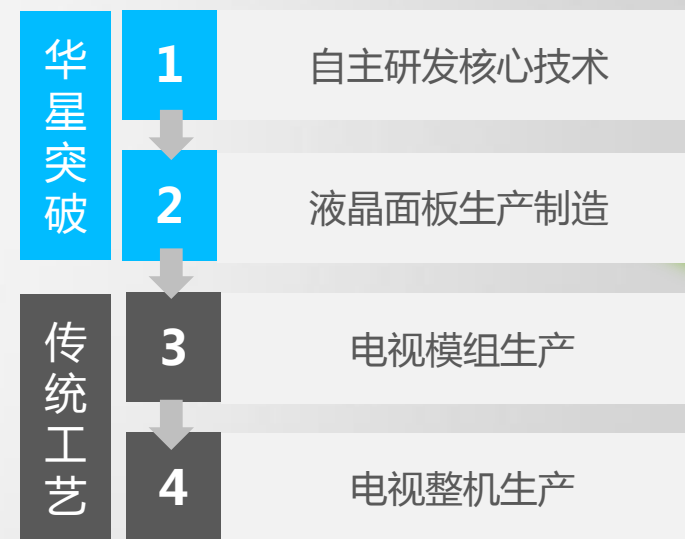 华星突破
1
自主研发核心技术
2
液晶面板生产制造
传统工艺
3
电视模组生产
4
电视整机生产